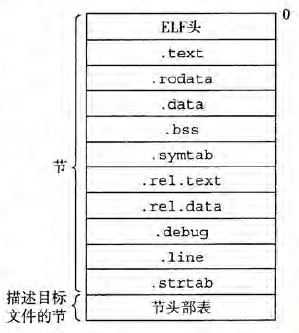 0
ELF头
.text
.rodata
.data
.bss
.symtab
节
.rel.text
.rel.data
.debug
.line
.strtab
描述目标
文件的节
节头部表